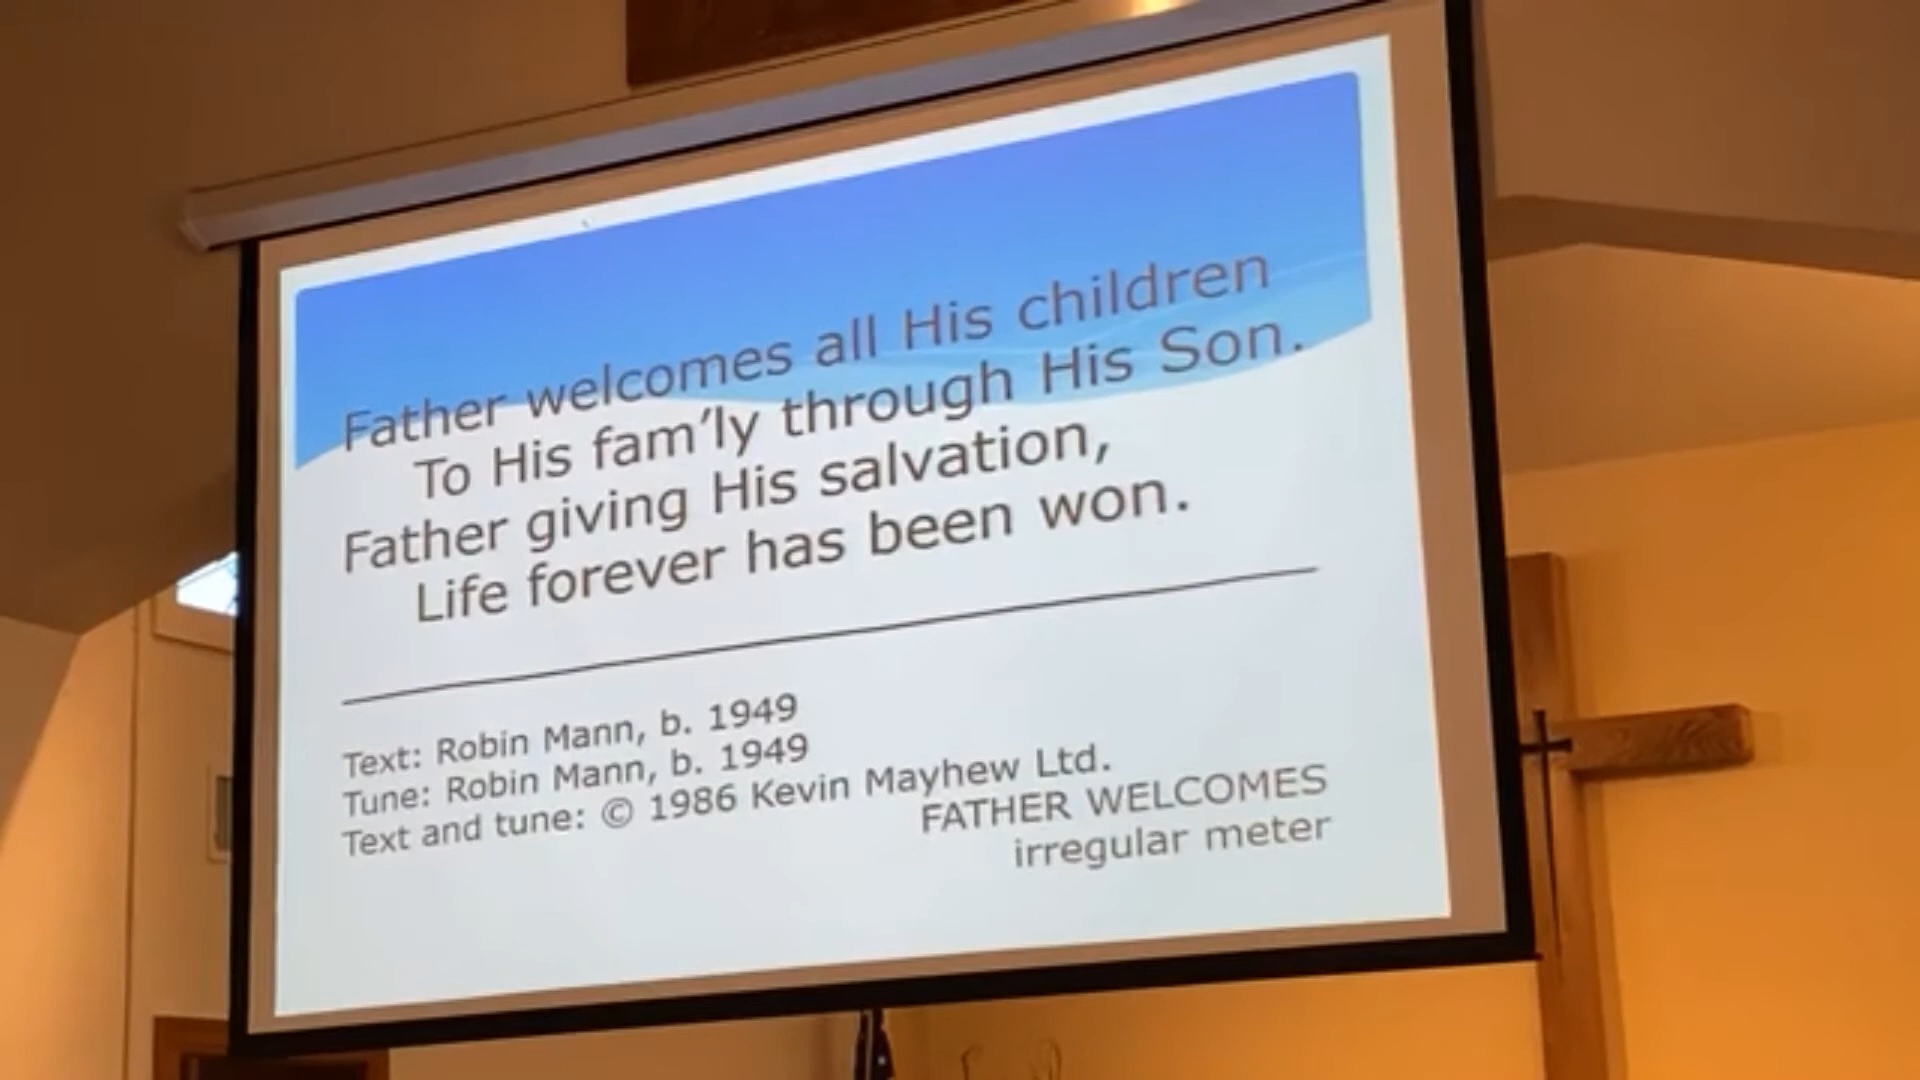 Father welcomes all His children
To His fam’ly through His Son.
Father giving His salvation,
Life forever has been won.
Text: Robin Mann, b. 1949
Tune: Robin Mann, b. 1949
Text and tune: © 1986 Kevin Mayhew Ltd.
FATHER WELCOMES
irregular meter